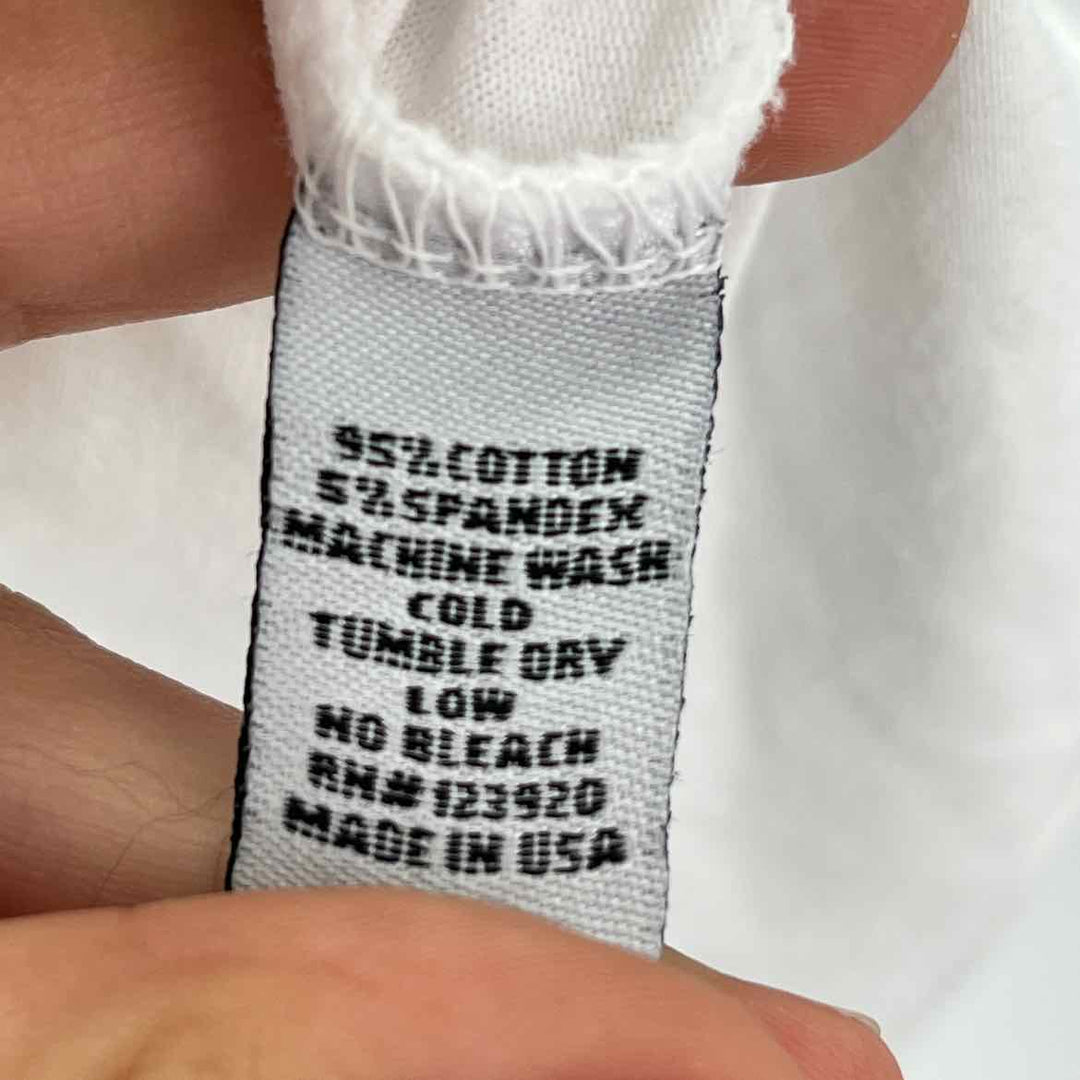 95% COTTON
5% SPANDEX
MACHINE WASH
COLD
TUMBLE DRY
LOW
NO BLEACH
RN# 123920
MADE IN USA